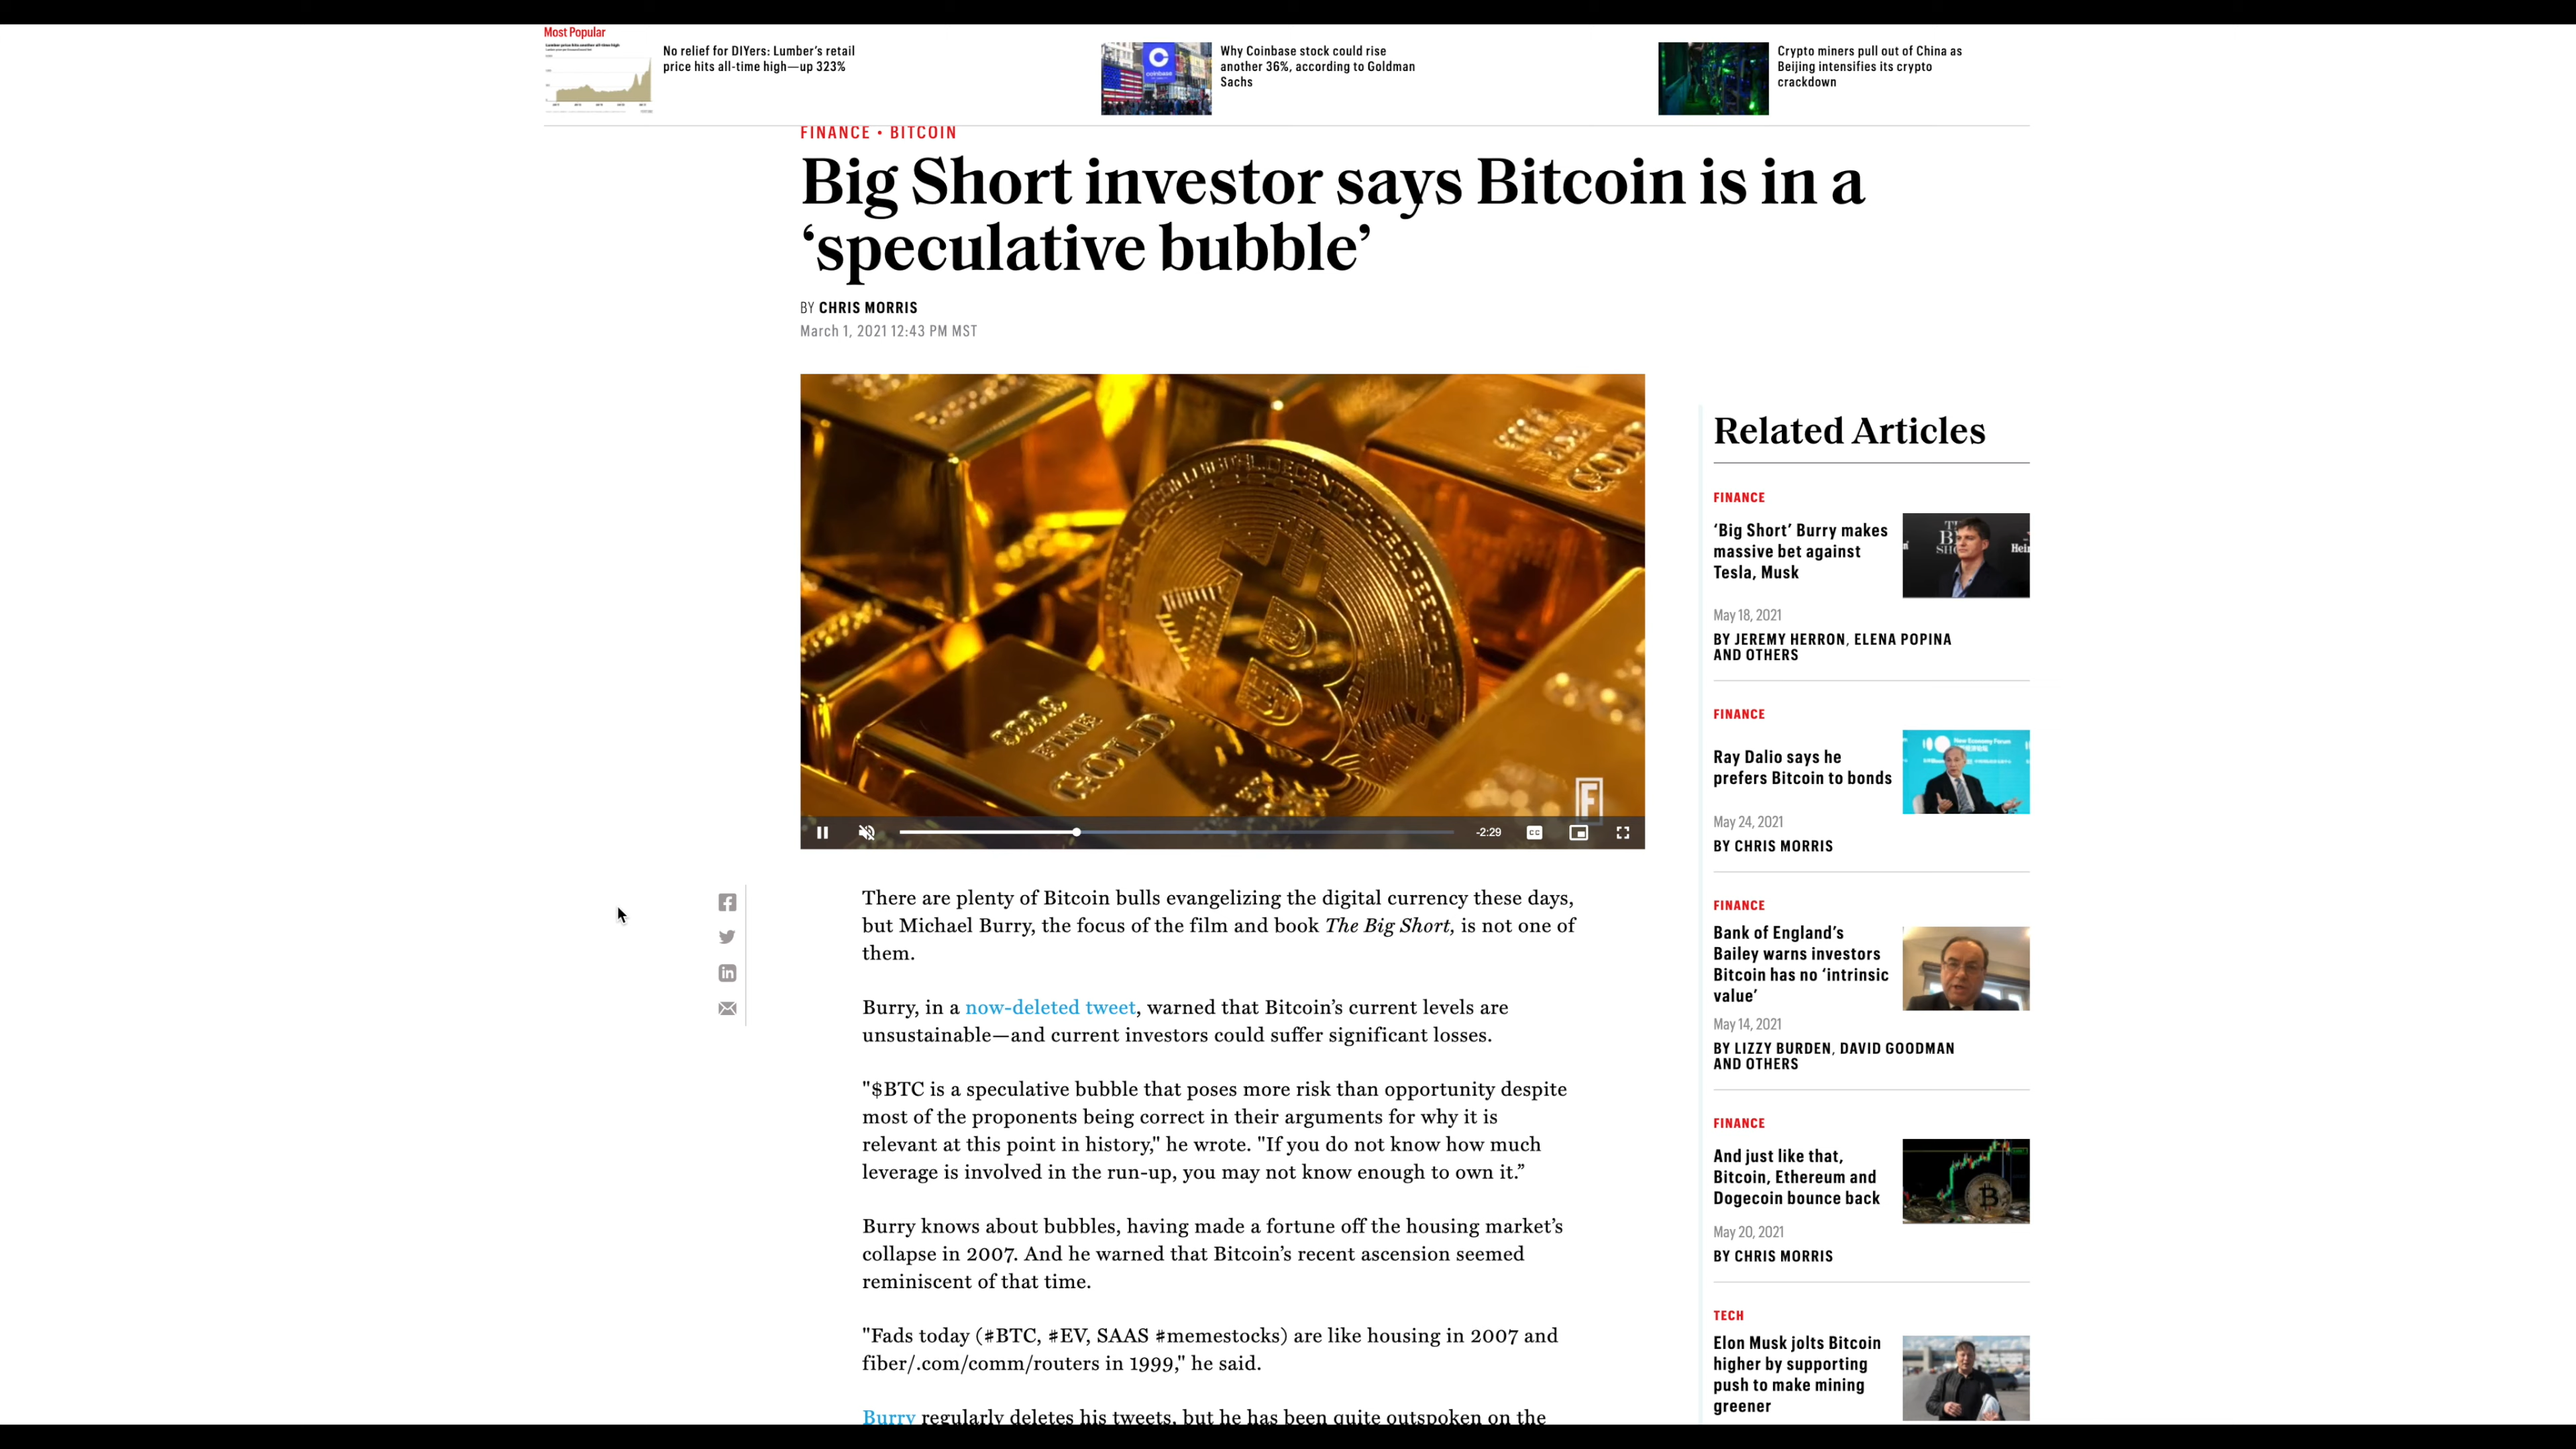 Most Popular
No relief for DIYers: Lumber’s retail
price hits all-time high—up 323%
Why Coinbase stock could rise
another 36%, according to Goldman
Sachs
Crypto miners pull out of China as
Beijing intensifies its crypto
crackdown
FINANCE • BITCOIN
Big Short investor says Bitcoin is in a
‘speculative bubble’
BY CHRIS MORRIS
March 1, 2021 12:43 PM MST
FINE
GOLD
F
-2:29
CC
There are plenty of Bitcoin bulls evangelizing the digital currency these days,
but Michael Burry, the focus of the film and book The Big Short, is not one of
them.
Burry, in a now-deleted tweet, warned that Bitcoin’s current levels are
unsustainable—and current investors could suffer significant losses.
"$BTC is a speculative bubble that poses more risk than opportunity despite
most of the proponents being correct in their arguments for why it is
relevant at this point in history," he wrote. "If you do not know how much
leverage is involved in the run-up, you may not know enough to own it.”
Burry knows about bubbles, having made a fortune off the housing market’s
collapse in 2007. And he warned that Bitcoin’s recent ascension seemed
reminiscent of that time.
"Fads today (#BTC, #EV, SAAS #memestocks) are like housing in 2007 and
fiber/.com/comm/routers in 1999," he said.
Burry regularly deletes his tweets, but he has been quite outspoken on the
Related Articles
FINANCE
‘Big Short’ Burry makes
massive bet against
Tesla, Musk
May 18, 2021
BY JEREMY HERRON, ELENA POPINA
AND OTHERS
FINANCE
Ray Dalio says he
prefers Bitcoin to bonds
May 24, 2021
BY CHRIS MORRIS
FINANCE
Bank of England’s
Bailey warns investors
Bitcoin has no ‘intrinsic
value’
May 14, 2021
BY LIZZY BURDEN, DAVID GOODMAN
AND OTHERS
FINANCE
And just like that,
Bitcoin, Ethereum and
Dogecoin bounce back
May 20, 2021
BY CHRIS MORRIS
TECH
Elon Musk jolts Bitcoin
higher by supporting
push to make mining
greener